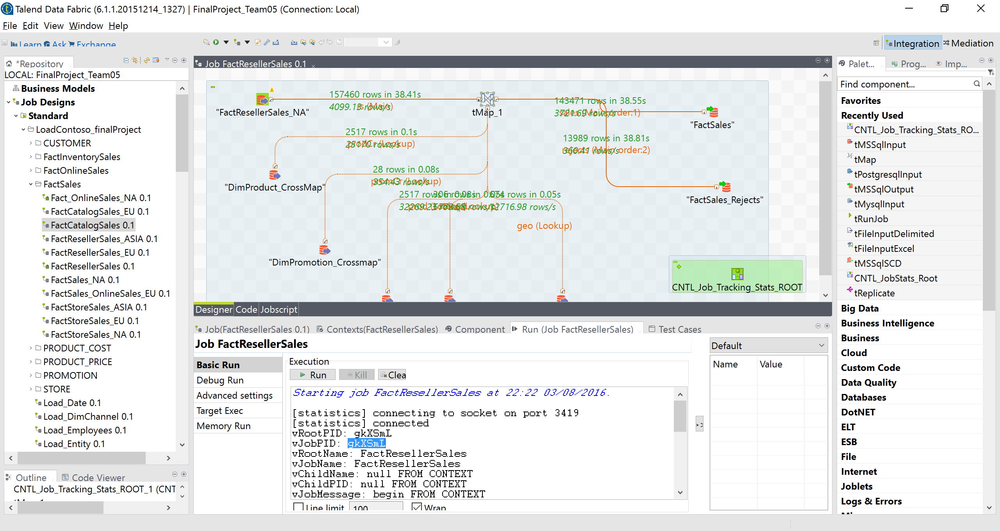 Talend Data Fabric (6.1.1.20151214_1327) | FinalProject_Team05 (Connection: Local)
File Edit View Window Help
Learn Ask Exchange
Integration Mediation
*Repository
LOCAL: FinalProject_Team05
Business Models
Job Designs
Standard
LoadContoso_finalProject
CUSTOMER
FactInventorySales
FactOnlineSales
FactSales
Fact_OnlineSales_NA 0.1
FactCatalogSales_EU 0.1
FactCatalogSales 0.1
FactResellerSales_ASIA 0.1
FactResellerSales_EU 0.1
FactResellerSales 0.1
FactSales_NA 0.1
FactSales_OnlineSales_EU 0.1
FactStoreSales_ASIA 0.1
FactStoreSales_EU 0.1
FactStoreSales_NA 0.1
PRODUCT_COST
PRODUCT_PRICE
PROMOTION
STORE
Load_Date 0.1
Load_DimChannel 0.1
Load_Employees 0.1
Load_Entity 0.1
Outline Code Viewer
CNTL_Job_Tracking_Stats_ROOT_1 (CNT
Job FactResellerSales 0.1
157460 rows in 38.41s
4099.13 rows/s
(Main)
"FactResellerSales_NA"
tMap_1
143471 rows in 38.55s
3721.69 rows/s
sales (Main order:1)
"FactSales"
2517 rows in 0.1s
25170 rows/s
prodCr (Lookup)
13989 rows in 38.81s
360.41 rows/s
rejects (Main order:2)
"DimProduct_CrossMap"
28 rows in 0.08s
354.43 rows/s
promCr (Lookup)
2517 rows
rows in 0.05s
12716.98 rows/s
"FactSales_Rejects"
geo (Lookup)
"DimPromotion_Crossmap"
CNTL_Job_Tracking_Stats_ROOT
Designer Code Jobscript
Job(FactResellerSales 0.1) Contexts(FactResellerSales) Component Run (Job FactResellerSales) Test Cases
Job FactResellerSales
Basic Run
Debug Run
Advanced settings
Target Exec
Memory Run
Execution
Run Kill Clea
Starting job FactResellerSales at 22:22 03/08/2016.
[statistics] connecting to socket on port 3419
[statistics] connected
vRootPID: gkXSmL
vJobPID: gkXSmL
vRootName: FactResellerSales
vJobName: FactResellerSales
vChildName: null FROM CONTEXT
vChildPID: null FROM CONTEXT
vJobMessage: begin FROM CONTEXT
Line limit 100 Wrap
Default
Name Value
Palet... Prog... Imp...
Find component...
Favorites
Recently Used
CNTL_Job_Tracking_Stats_RO...
tMSSqlInput
tMap
tPostgresqlInput
tMSSqlOutput
tMysqlInput
tRunJob
tFileInputDelimited
tFileInputExcel
tMSSqlSCD
CNTL_JobStats_Root
tReplicate
Big Data
Business Intelligence
Business
Cloud
Custom Code
Data Quality
Databases
DotNET
ELT
ESB
File
Internet
Joblets
Logs & Errors